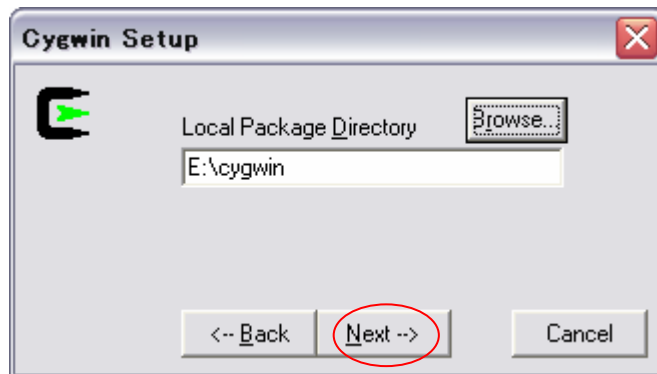 Cygwin Setup
Local Package Directory
Browse...
E:\cygwin
<-- Back
Next -->
Cancel